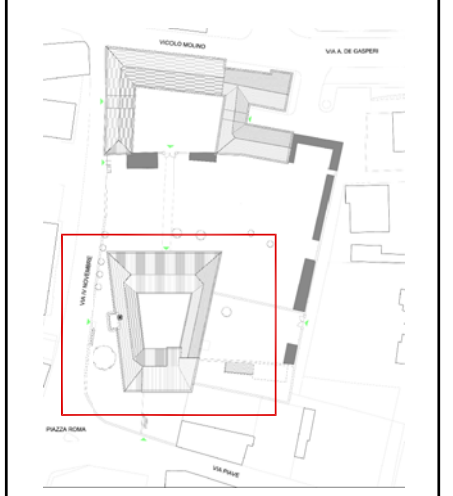 VICOLO MOLINO
VIA A. DE GASPERI
VIA IV NOVEMBRE
PIAZZA ROMA
VIA PIAVE